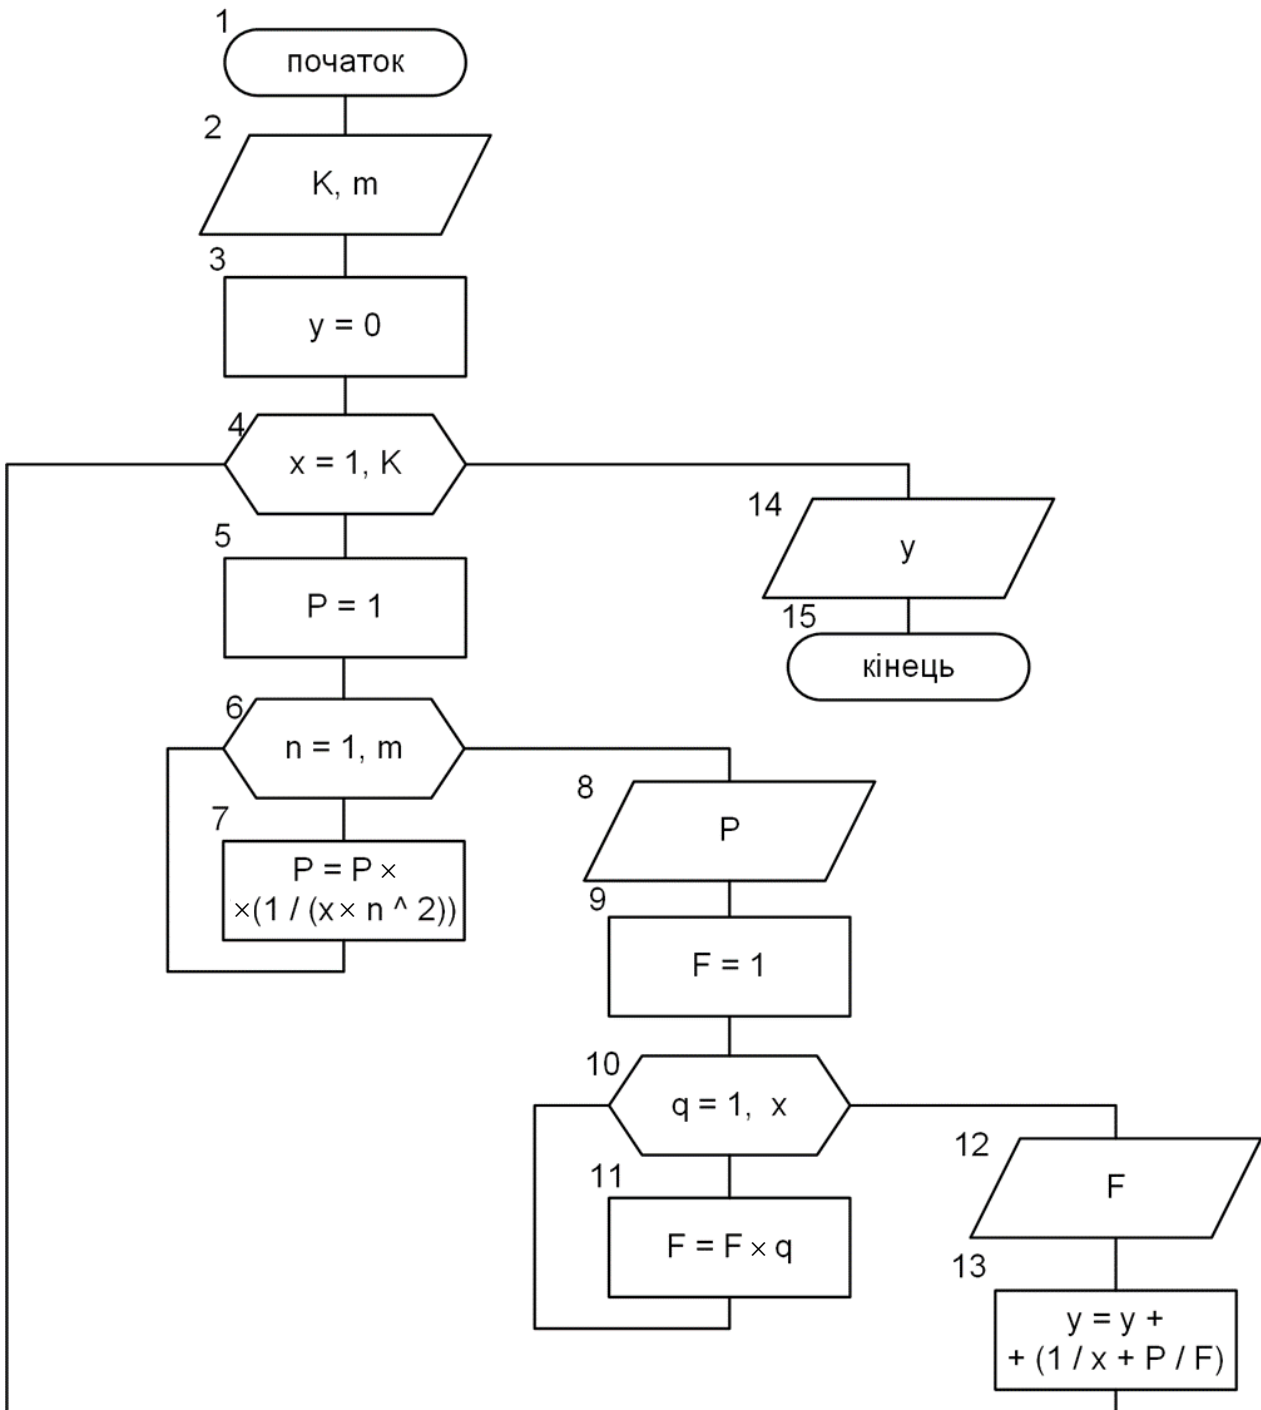 1
початок
2
K, m
3
y = 0
4
x = 1, K
5
P = 1
6
n = 1, m
7
P = P ×
×(1 / (x × n ^ 2))
8
P
9
F = 1
10
q = 1, x
11
F = F × q
12
F
13
y = y +
+ (1 / x + P / F)
14
y
15
кінець